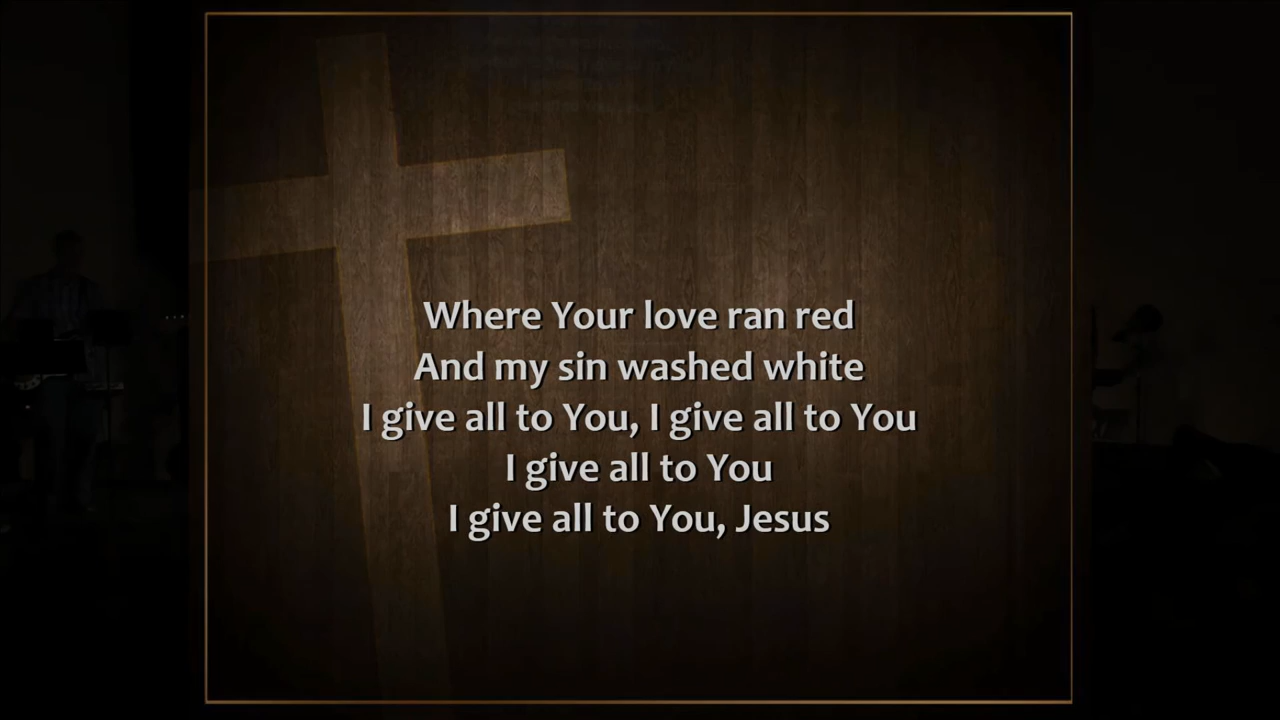 Where Your love ran red
And my sin washed white
I give all to You, I give all to You
I give all to You
I give all to You, Jesus